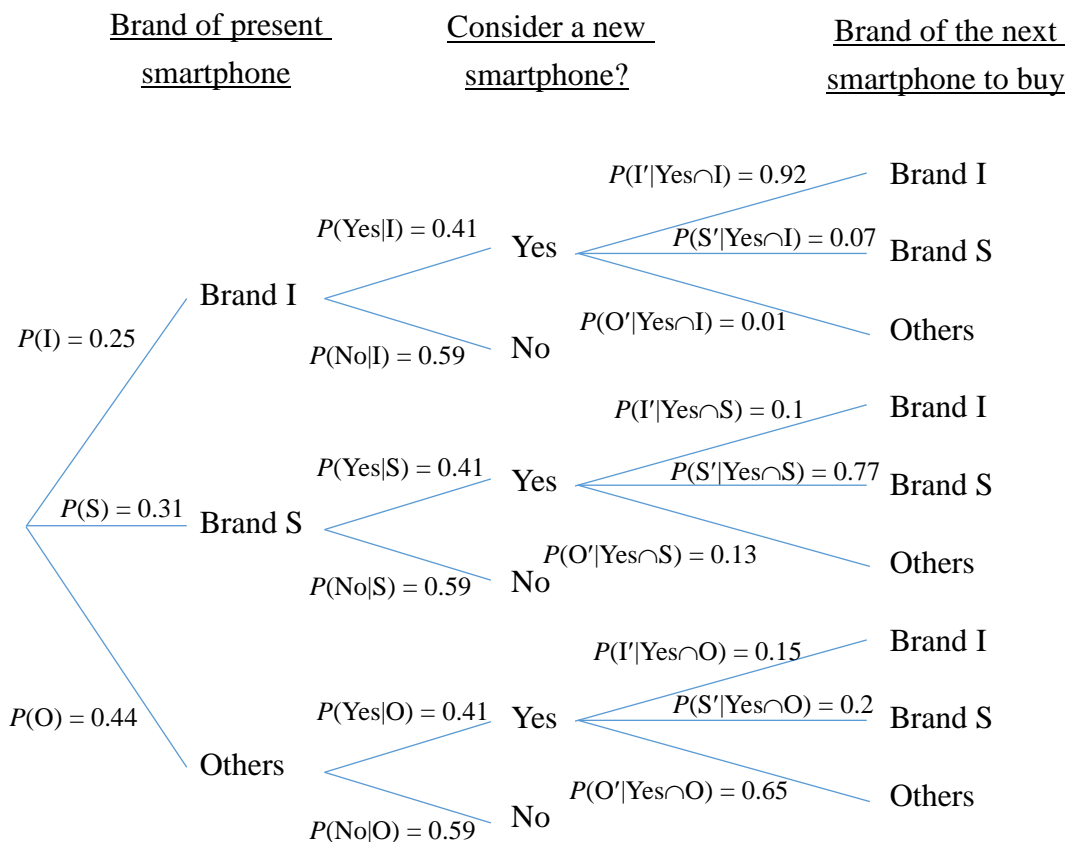 Brand of present
smartphone
Consider a new
smartphone?
Brand of the next
smartphone to buy
P(I) = 0.25
P(S) = 0.31
P(O) = 0.44
Brand I
P(Yes|I) = 0.41
P(No|I) = 0.59
Yes
No
P(I′|Yes∩I) = 0.92
P(S′|Yes∩I) = 0.07
P(O′|Yes∩I) = 0.01
Brand I
Brand S
Others
Brand S
P(Yes|S) = 0.41
P(No|S) = 0.59
Yes
No
P(I′|Yes∩S) = 0.1
P(S′|Yes∩S) = 0.77
P(O′|Yes∩S) = 0.13
Brand I
Brand S
Others
Others
P(Yes|O) = 0.41
P(No|O) = 0.59
Yes
No
P(I′|Yes∩O) = 0.15
P(S′|Yes∩O) = 0.2
P(O′|Yes∩O) = 0.65
Brand I
Brand S
Others